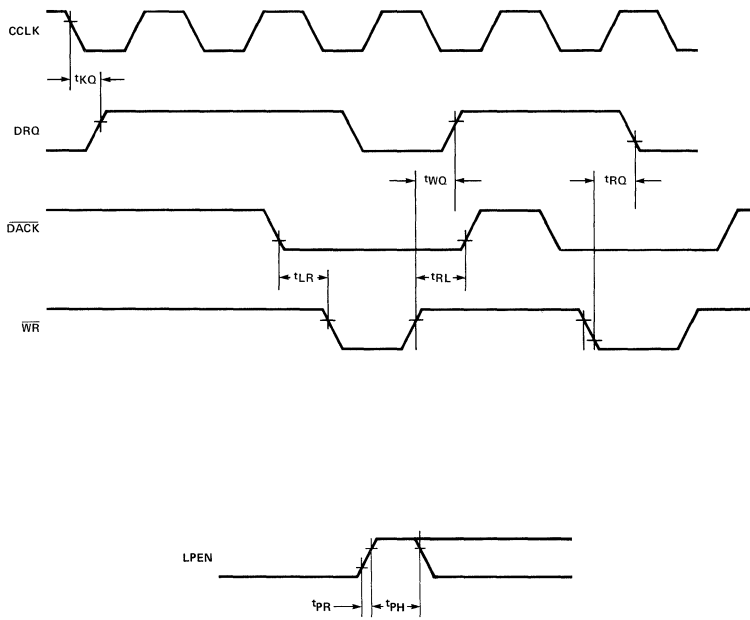 CCLK
tKQ
DRQ
tWQ
tRQ
DACK
tLR
tRL
WR
LPEN
tPR
tPH